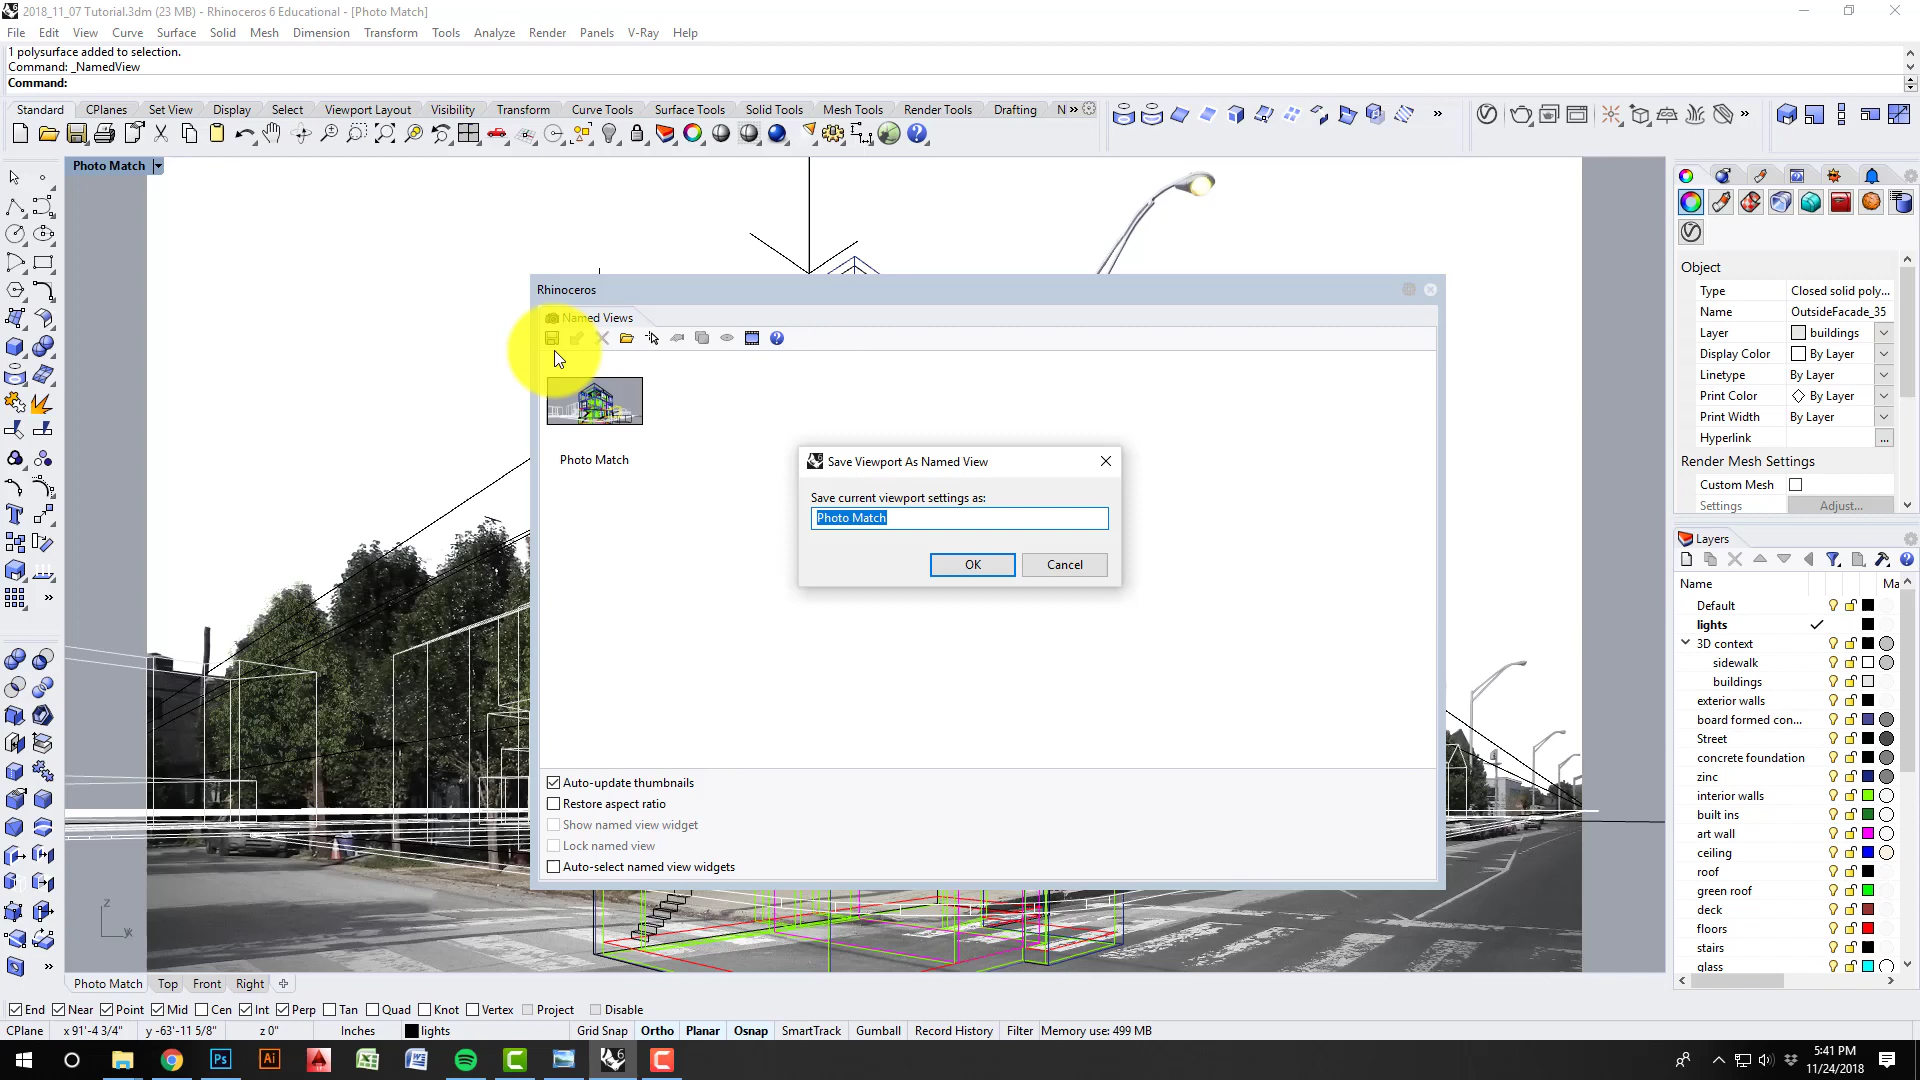 2018_11_07 Tutorial.3dm (23 MB) - Rhinoceros 6 Educational - [Photo Match]
File Edit View Curve Surface Solid Mesh Dimension Transform Tools Analyze Render Panels V-Ray Help
1 polysurface added to selection.
Command: _NamedView
Command:
Standard CPlanes Set View Display Select Viewport Layout Visibility Transform Curve Tools Surface Tools Solid Tools Mesh Tools Render Tools Drafting N »
Photo Match
Rhinoceros
Named Views
Photo Match
Save Viewport As Named View
Save current viewport settings as:
Photo Match
OK Cancel
Auto-update thumbnails
Restore aspect ratio
Show named view widget
Lock named view
Auto-select named view widgets
Object
Type Closed solid poly...
Name OutsideFacade_35
Layer buildings
Display Color By Layer
Linetype By Layer
Print Color By Layer
Print Width By Layer
Hyperlink ...
Render Mesh Settings
Custom Mesh
Settings Adjust...
Layers
Name Ma
Default
lights
3D context
sidewalk
buildings
exterior walls
board formed con...
Street
concrete foundation
zinc
interior walls
built ins
art wall
ceiling
roof
green roof
deck
floors
stairs
glass
z
y
Photo Match Top Front Right
End Near Point Mid Cen Int Perp Tan Quad Knot Vertex Project Disable
CPlane x 91'-4 3/4" y -63'-11 5/8" z 0" Inches lights Grid Snap Ortho Planar Osnap SmartTrack Gumball Record History Filter Memory use: 499 MB
Ps Ai 6 C C
5:41 PM
11/24/2018